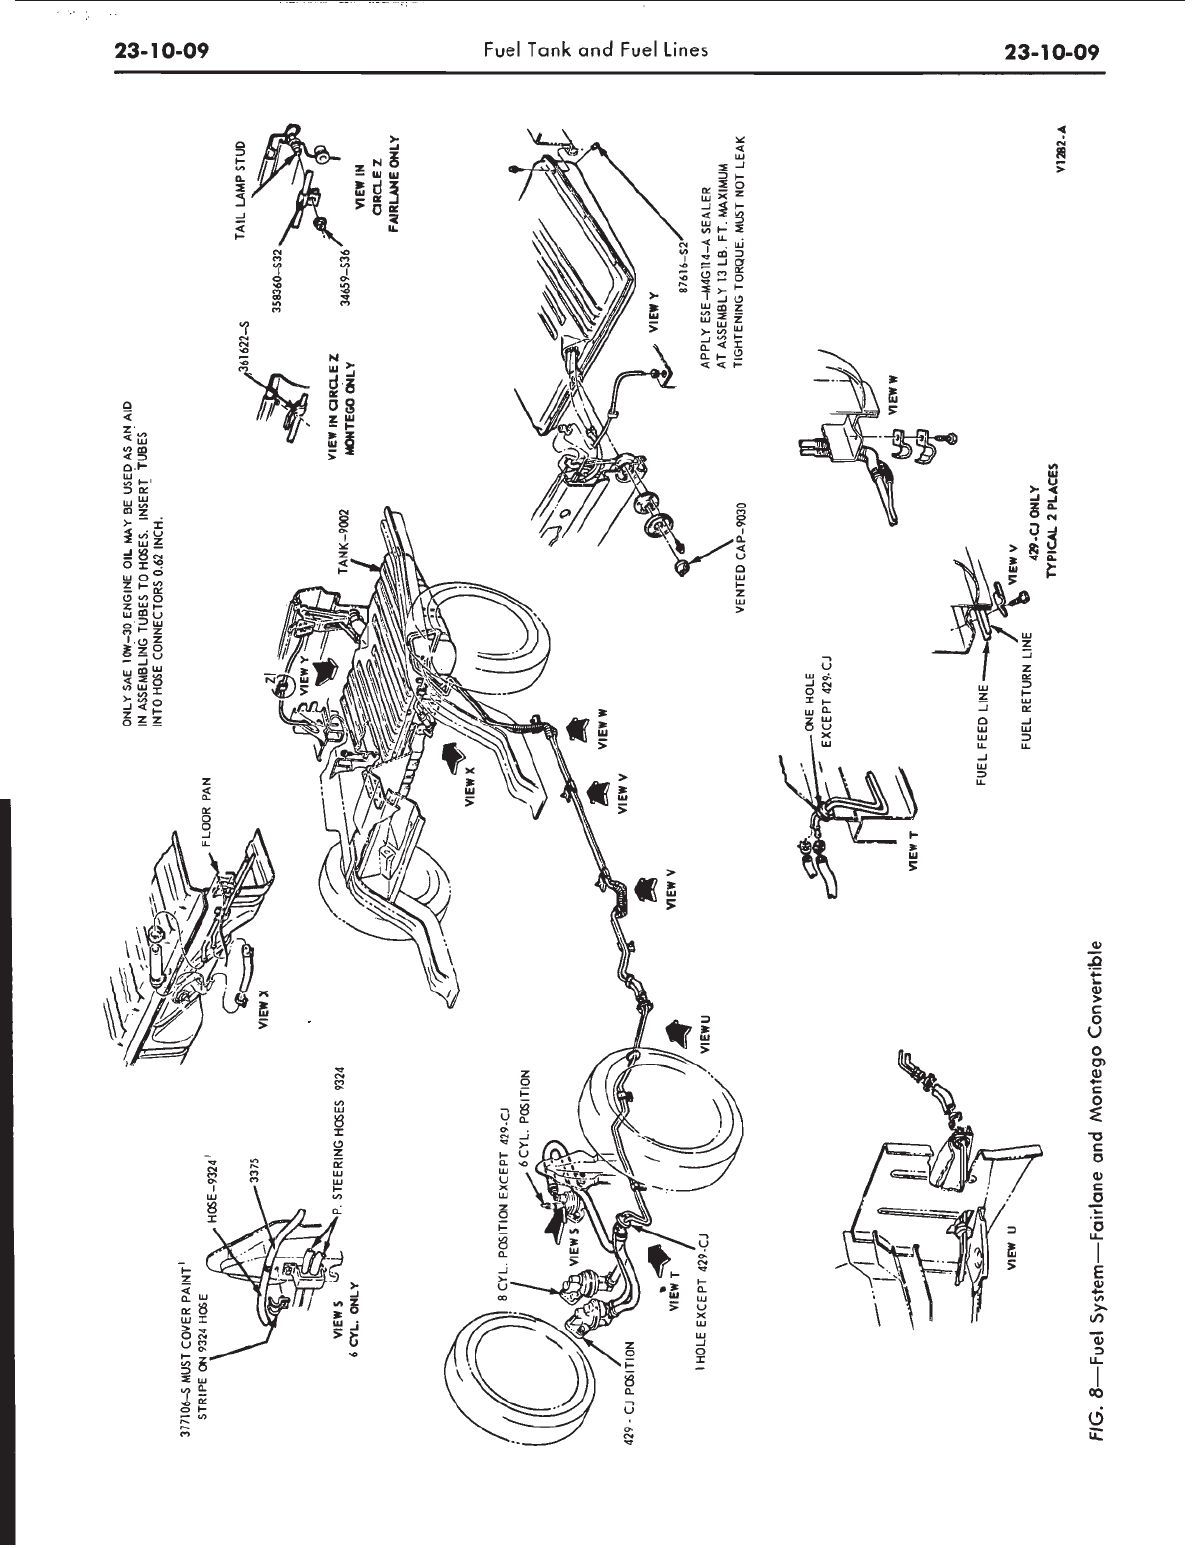 23-10-09
Fuel Tank and Fuel Lines
23-10-09
ONLY SAE 10W-30 ENGINE OIL MAY BE USED AS AN AID
IN ASSEMBLING TUBES TO HOSES. INSERT TUBES
INTO HOSE CONNECTORS 0.62 INCH.
TAIL LAMP STUD
358360-S32
34659-S36
VIEW IN
CIRCLE Z
FAIRLANE ONLY
361622-S
VIEW IN CIRCLE Z
MONTEGO ONLY
TANK-9002
Z
VIEW Y
FLOOR PAN
VIEW X
VIEW X
VIEW W
VIEW V
VIEW V
VIEW U
377106-S MUST COVER PAINT
STRIPE ON 9324 HOSE
HOSE-9324
3375
P. STEERING HOSES 9324
VIEW S
6 CYL. ONLY
8 CYL. POSITION EXCEPT 429-CJ
6 CYL. POSITION
VIEW S
VIEW T
1 HOLE EXCEPT 429-CJ
429 - CJ POSITION
87616-S2
VIEW Y
APPLY ESE-M4G114-A SEALER
AT ASSEMBLY 13 LB. FT. MAXIMUM
TIGHTENING TORQUE. MUST NOT LEAK
VENTED CAP-9030
VIEW W
VIEW V
429-CJ ONLY
TYPICAL 2 PLACES
FUEL FEED LINE
FUEL RETURN LINE
ONE HOLE
EXCEPT 429-CJ
VIEW T
VIEW U
V1282-A
FIG. 8—Fuel System—Fairlane and Montego Convertible